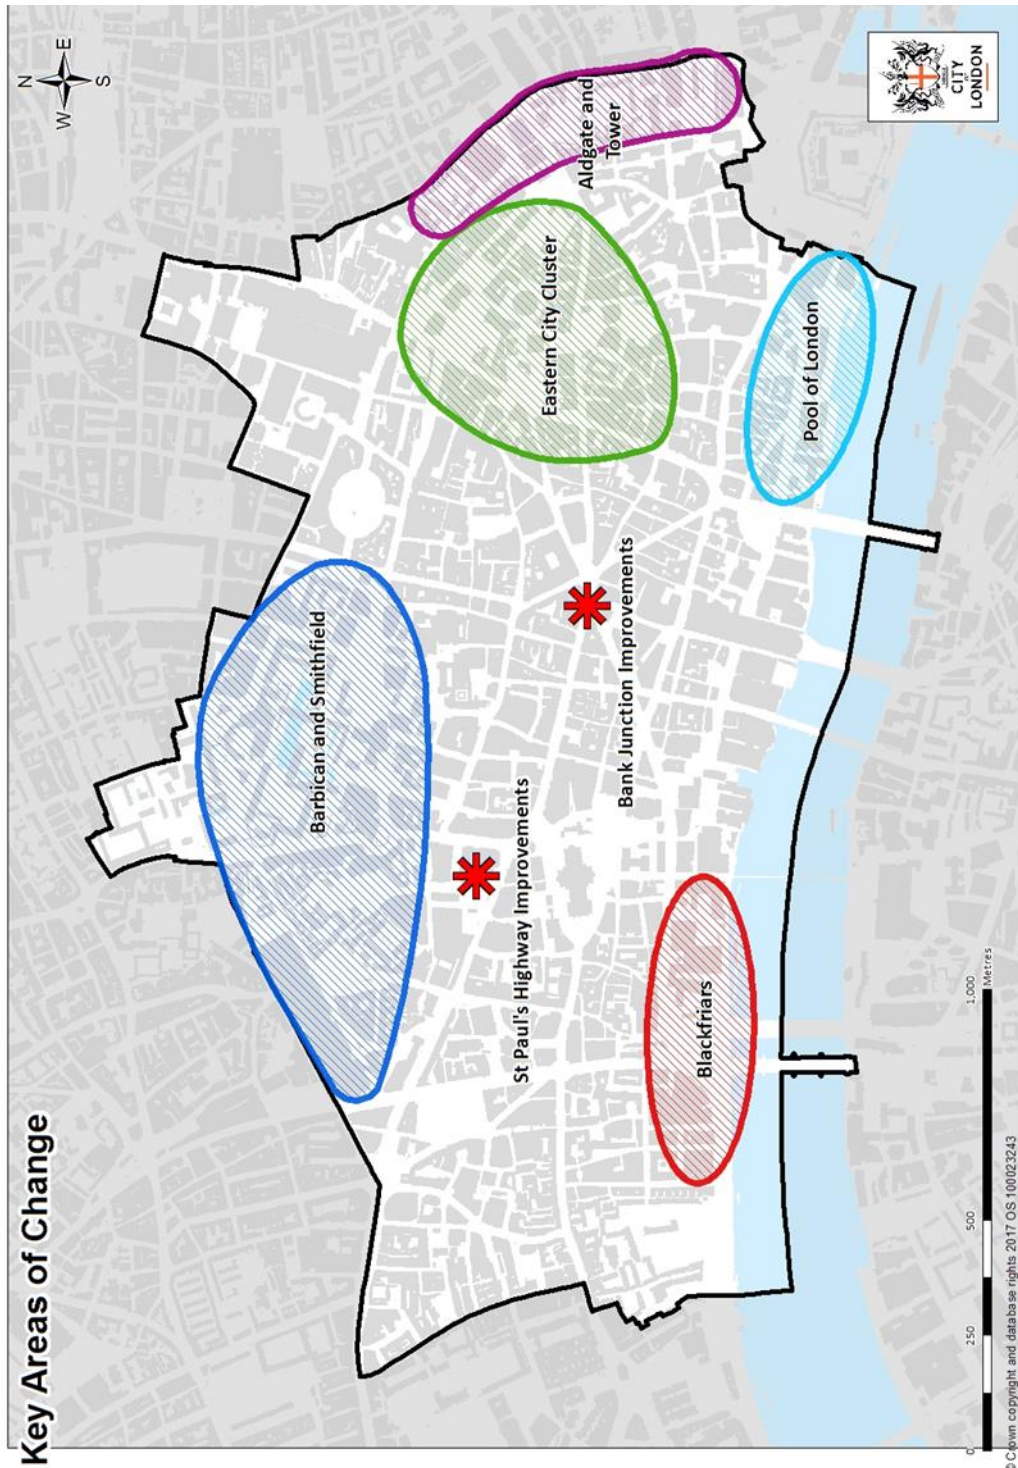 Key Areas of Change
N
E
S
W
CITY
OF
LONDON
Barbican and Smithfield
Aldgate and
Tower
Eastern City Cluster
Pool of London
Bank Junction Improvements
St Paul's Highway Improvements
Blackfriars
0
250
500
1,000
Metres
© Crown copyright and database rights 2017 OS 100023243